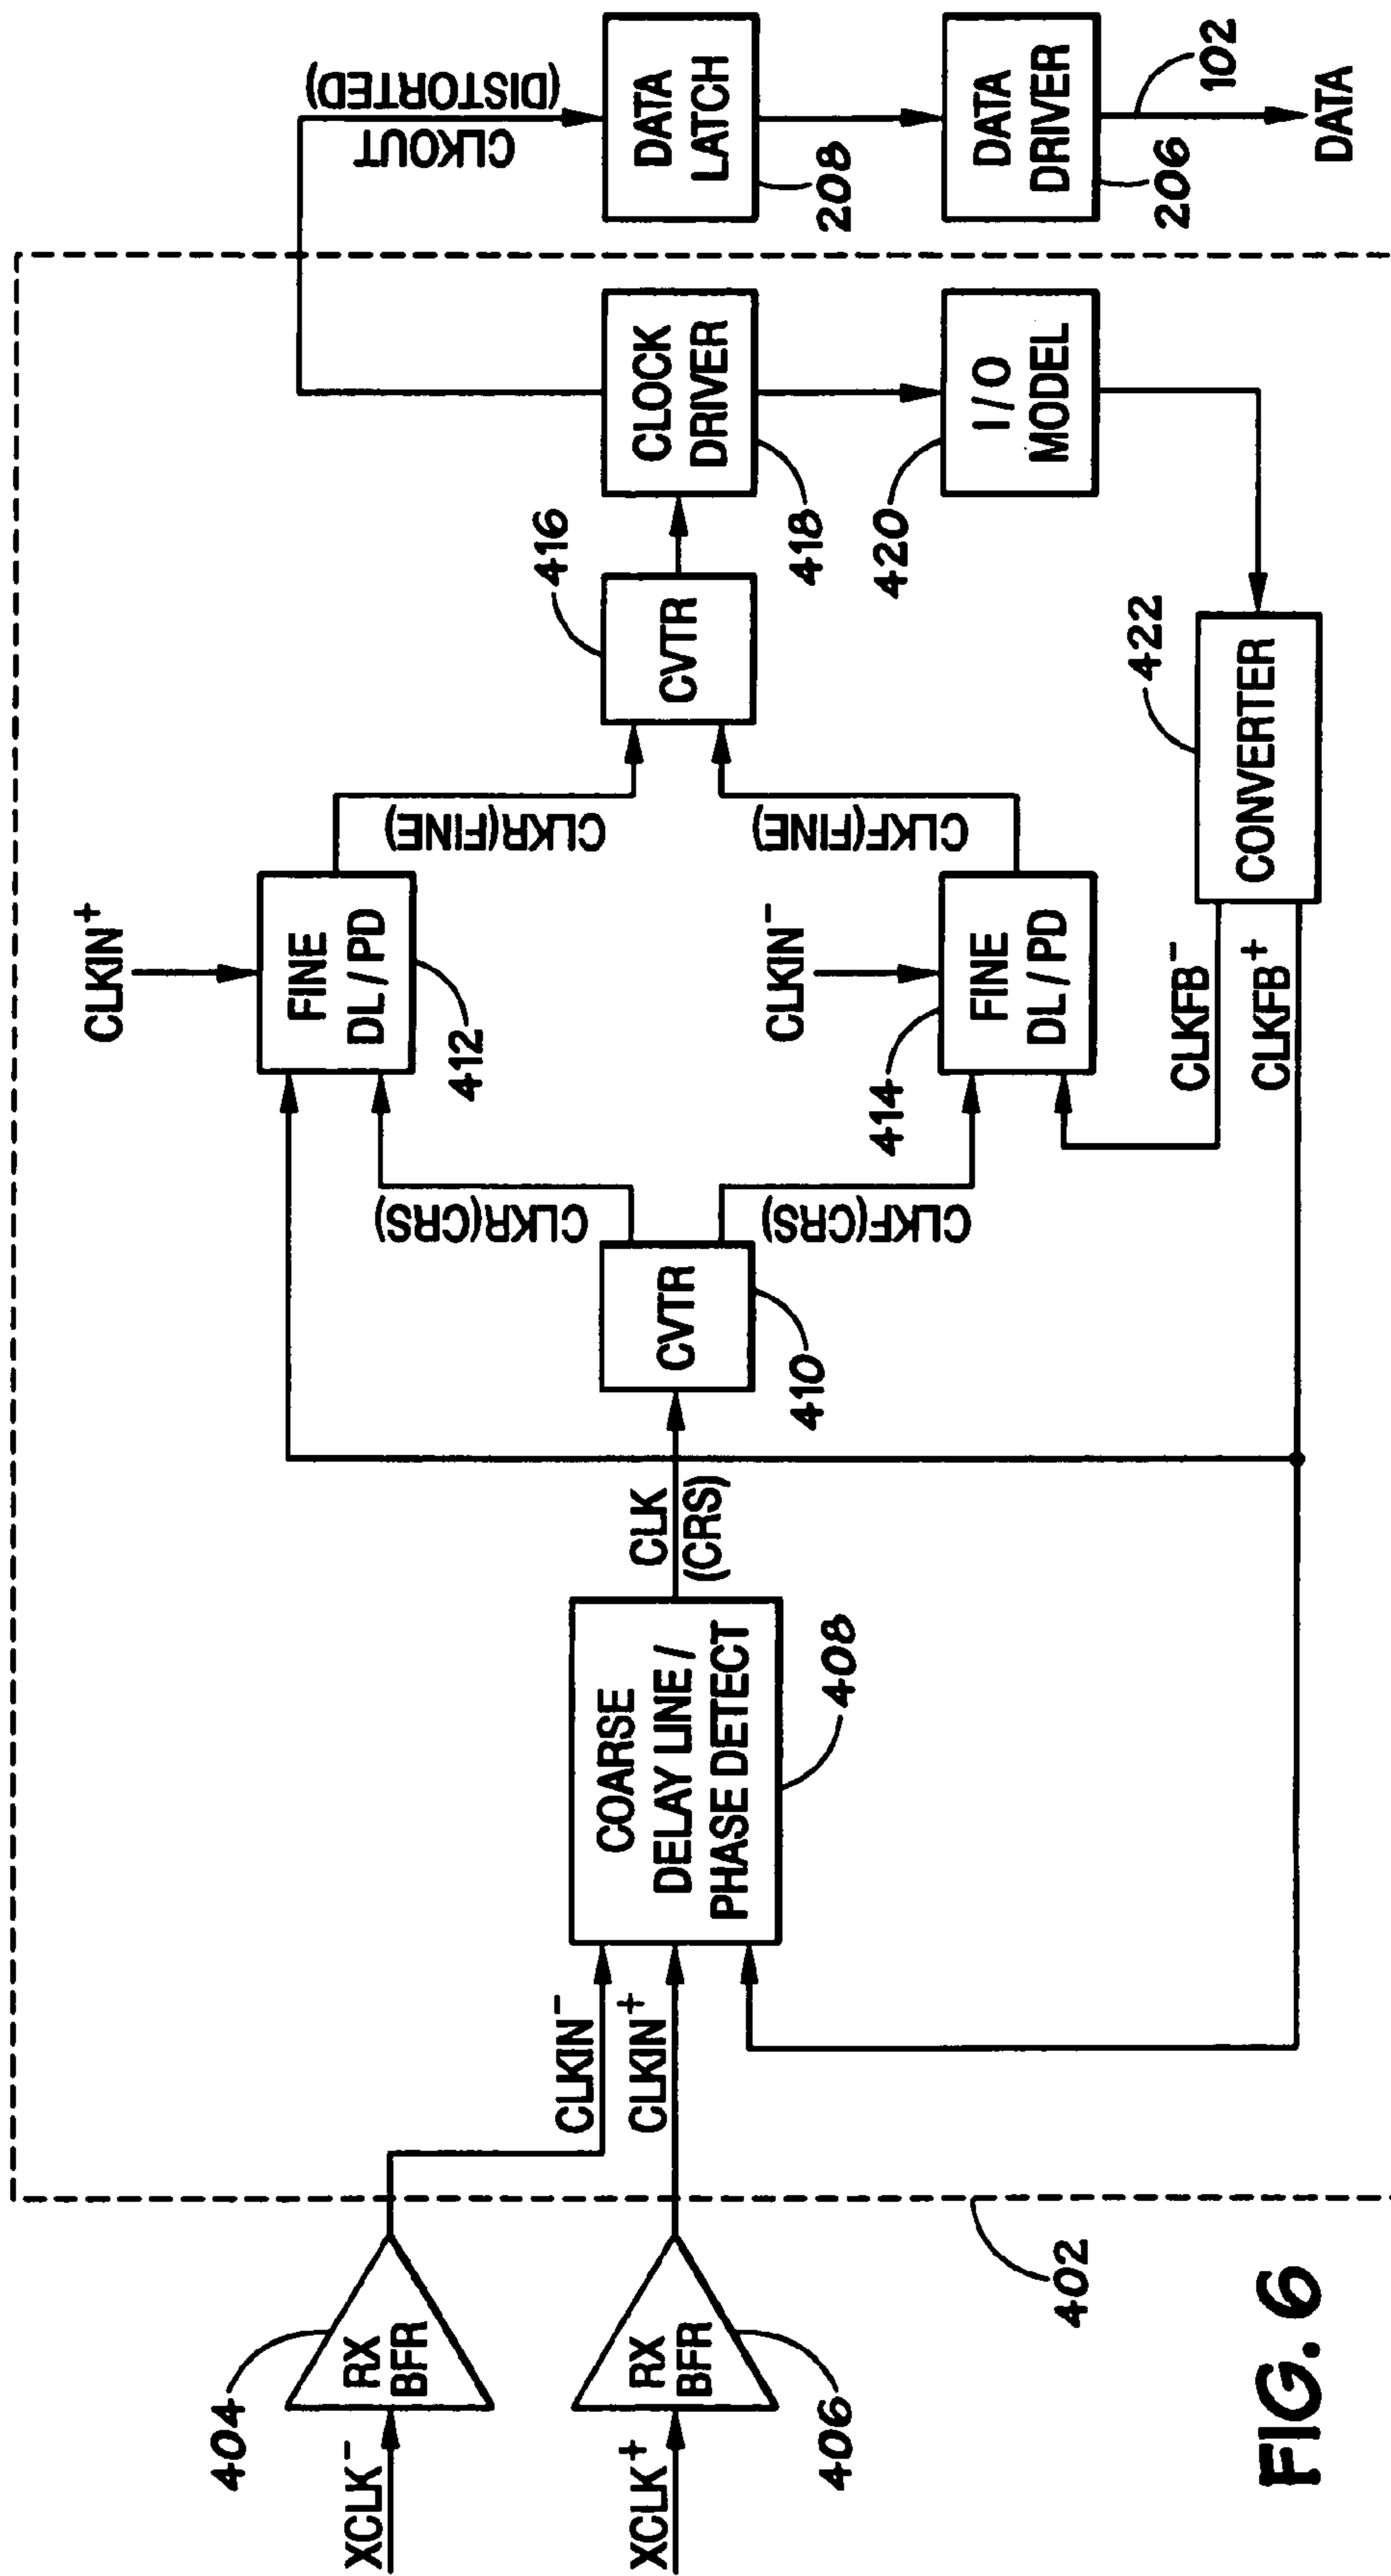 XCLK-
404
RX
BFR
XCLK+
RX
BFR
406
402
CLKIN-
CLKIN+
COARSE
DELAY LINE /
PHASE DETECT
408
CLK
(CRS)
CVTR
410
CLKR(CRS)
CLKF(CRS)
CLKIN+
FINE
DL / PD
412
CLKIN-
FINE
DL / PD
414
CLKR(FINE)
CLKF(FINE)
CVTR
416
CLOCK
DRIVER
418
I/O
MODEL
420
CONVERTER
422
CLKFB-
CLKFB+
CLKOUT
(DISTORTED)
DATA
LATCH
208
DATA
DRIVER
206
102
DATA
FIG. 6